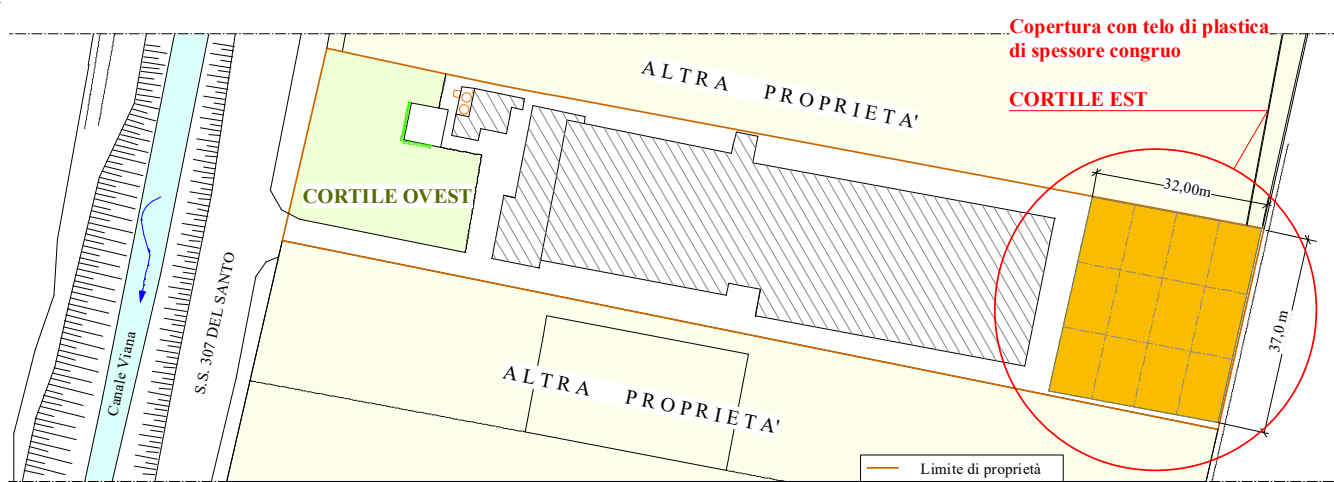 Copertura con telo di plastica
di spessore congruo
CORTILE EST
ALTRA PROPRIETA'
32,00m
CORTILE OVEST
37,0 m
S.S. 307 DEL SANTO
Canale Viana
ALTRA PROPRIETA'
Limite di proprietà